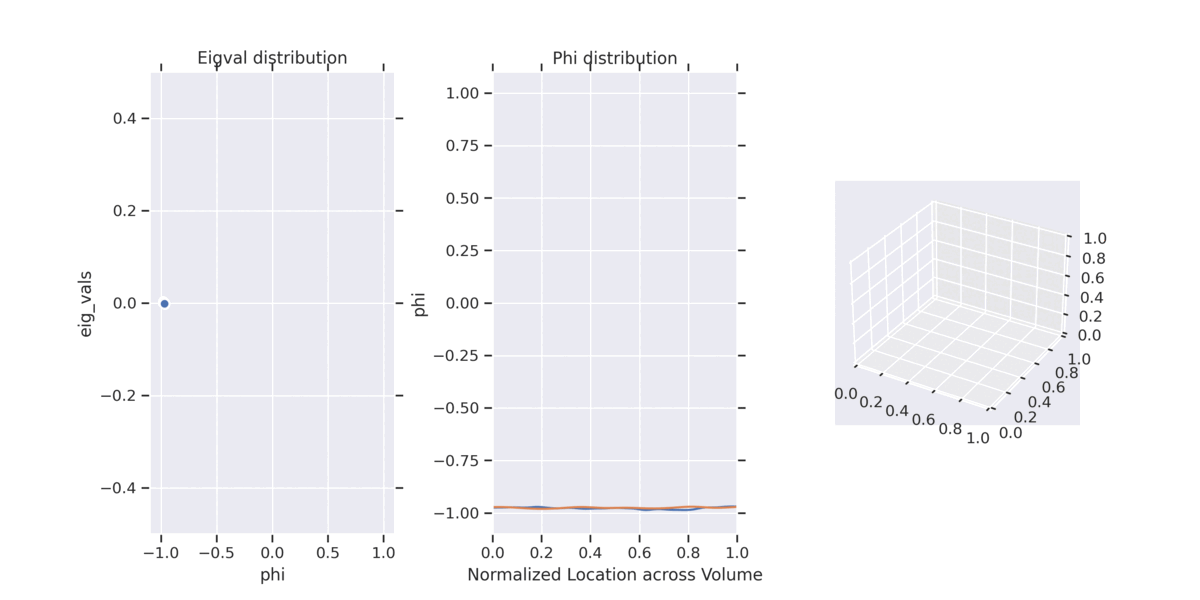 Eigval distribution
0.4
0.2
0.0
−0.2
−0.4
eig_vals
−1.0 −0.5 0.0 0.5 1.0
phi
Phi distribution
1.00
0.75
0.50
0.25
0.00
−0.25
−0.50
−0.75
−1.00
phi
0.0 0.2 0.4 0.6 0.8 1.0
Normalized Location across Volume
1.0
0.8
0.6
0.4
0.2
0.0
1.0
0.8
0.6
0.4
0.2
0.0
0.0 0.2 0.4 0.6 0.8 1.0